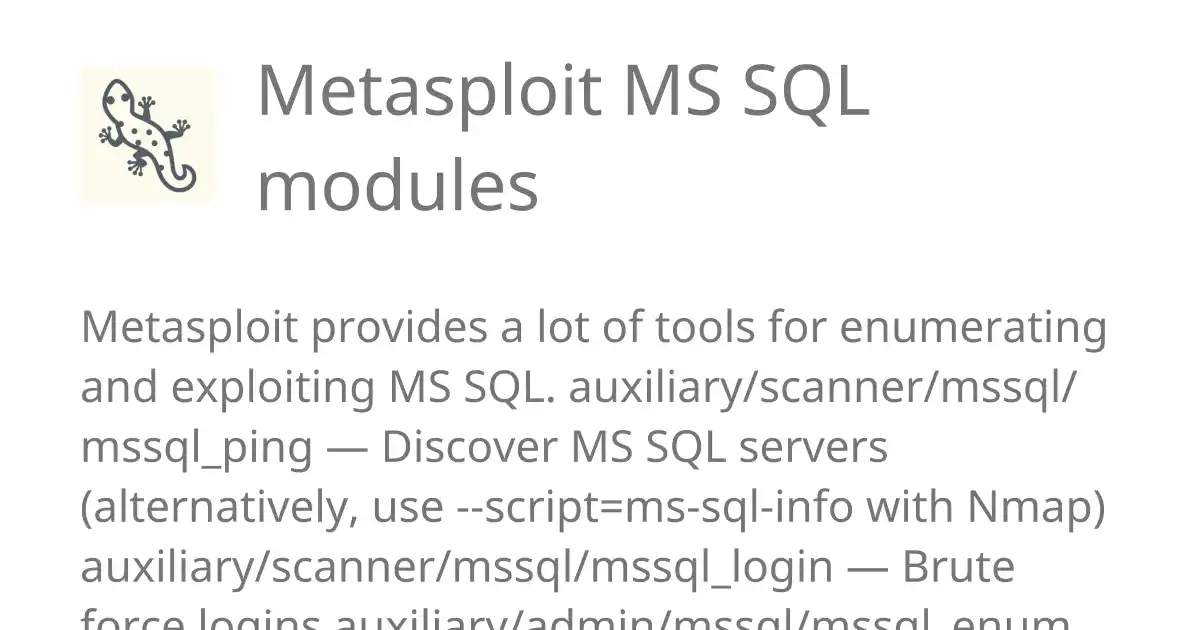 Metasploit MS SQL
modules
Metasploit provides a lot of tools for enumerating
and exploiting MS SQL. auxiliary/scanner/mssql/
mssql_ping — Discover MS SQL servers
(alternatively, use --script=ms-sql-info with Nmap)
auxiliary/scanner/mssql/mssql_login — Brute
force logins auxiliary/admin/mssql/mssql_enum